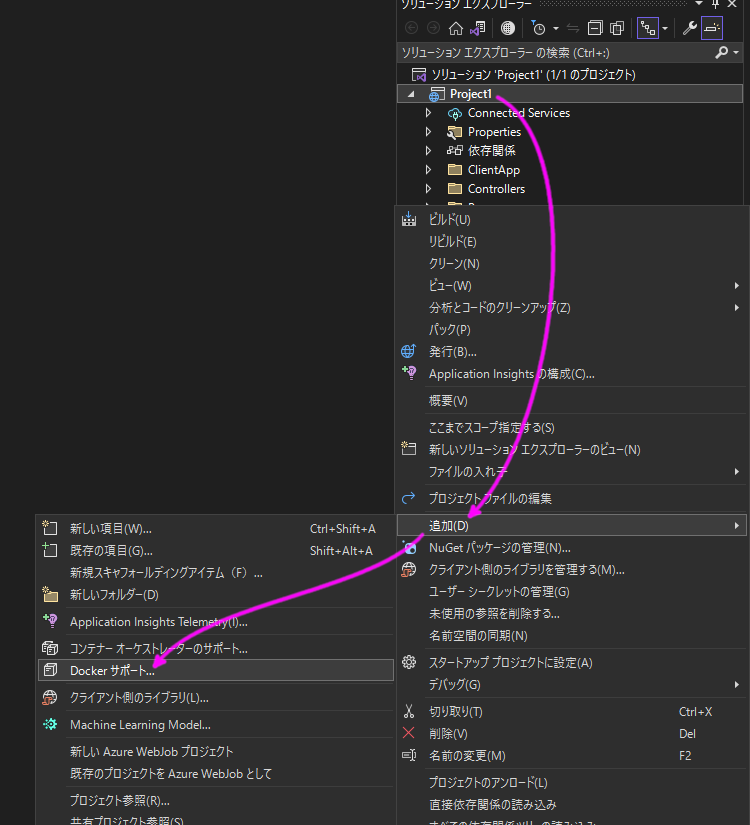 ソリューション エクスプローラー
ソリューション エクスプローラー の検索 (Ctrl+:)
ソリューション 'Project1' (1/1 のプロジェクト)
Project1
Connected Services
Properties
依存関係
ClientApp
Controllers
ビルド(U)
リビルド(E)
クリーン(N)
ビュー(W)
分析とコードのクリーンアップ(Z)
パック(P)
発行(B)...
Application Insights の構成(C)...
概要(V)
ここまでスコープ指定する(S)
新しいソリューション エクスプローラーのビュー(N)
ファイルの入れ子
プロジェクト ファイルの編集
追加(D)
NuGet パッケージの管理(N)...
クライアント側のライブラリを管理する(M)...
ユーザー シークレットの管理(G)
未使用の参照を削除する...
名前空間の同期(N)
スタートアップ プロジェクトに設定(A)
デバッグ(G)
切り取り(T) Ctrl+X
削除(V) Del
名前の変更(M) F2
プロジェクトのアンロード(L)
直接依存関係の読み込み
すべての依存関係ツリーの読み込み
新しい項目(W)... Ctrl+Shift+A
既存の項目(G)... Shift+Alt+A
新規スキャフォールディングアイテム（F）...
新しいフォルダー(D)
Application Insights Telemetry(I)...
コンテナー オーケストレーターのサポート...
Docker サポート...
クライアント側のライブラリ(L)...
Machine Learning Model...
新しい Azure WebJob プロジェクト
既存のプロジェクトを Azure WebJob として
プロジェクト参照(R)...
共有プロジェクト参照(S)...